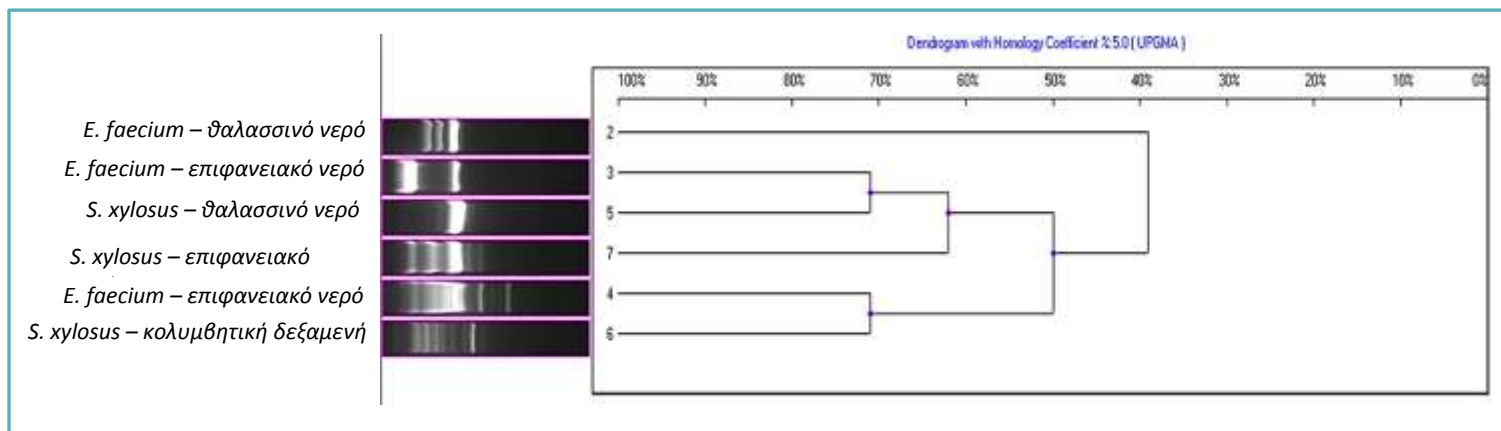 Dendrogram with Homology Coefficient %:5.0 ( UPGMA )
100% 90% 80% 70% 60% 50% 40% 30% 20% 10% 0%
E. faecium – θαλασσινό νερό 2
E. faecium – επιφανειακό νερό 3
S. xylosus – θαλασσινό νερό 5
S. xylosus – επιφανειακό 7
E. faecium – επιφανειακό νερό 4
S. xylosus – κολυμβητική δεξαμενή 6